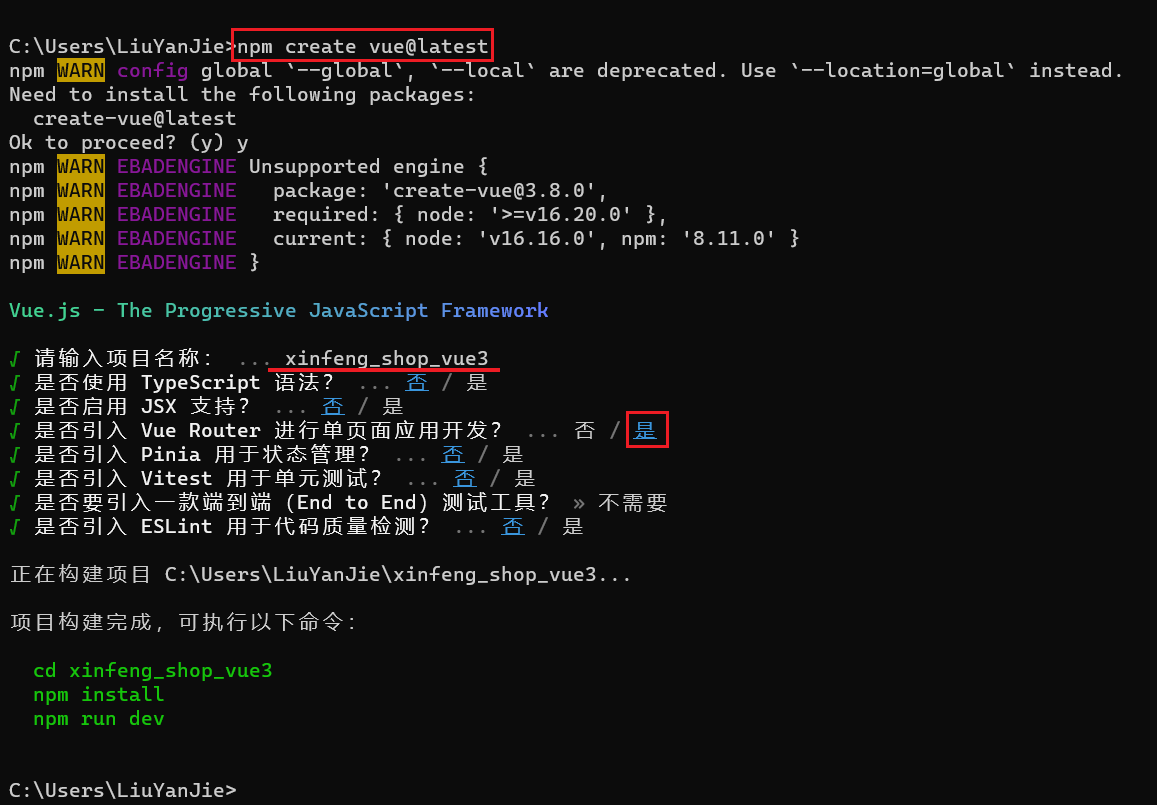 C:\Users\LiuYanJie>npm create vue@latest
npm WARN config global `--global`, `--local` are deprecated. Use `--location=global` instead.
Need to install the following packages:
  create-vue@latest
Ok to proceed? (y) y
npm WARN EBADENGINE Unsupported engine {
npm WARN EBADENGINE   package: 'create-vue@3.8.0',
npm WARN EBADENGINE   required: { node: '>=v16.20.0' },
npm WARN EBADENGINE   current: { node: 'v16.16.0', npm: '8.11.0' }
npm WARN EBADENGINE }
Vue.js - The Progressive JavaScript Framework
√ 请输入项目名称： ... xinfeng_shop_vue3
√ 是否使用 TypeScript 语法？ ... 否 / 是
√ 是否启用 JSX 支持？ ... 否 / 是
√ 是否引入 Vue Router 进行单页面应用开发？ ... 否 / 是
√ 是否引入 Pinia 用于状态管理？ ... 否 / 是
√ 是否引入 Vitest 用于单元测试？ ... 否 / 是
√ 是否要引入一款端到端（End to End）测试工具？ » 不需要
√ 是否引入 ESLint 用于代码质量检测？ ... 否 / 是
正在构建项目 C:\Users\LiuYanJie\xinfeng_shop_vue3...
项目构建完成，可执行以下命令：
  cd xinfeng_shop_vue3
  npm install
  npm run dev
C:\Users\LiuYanJie>